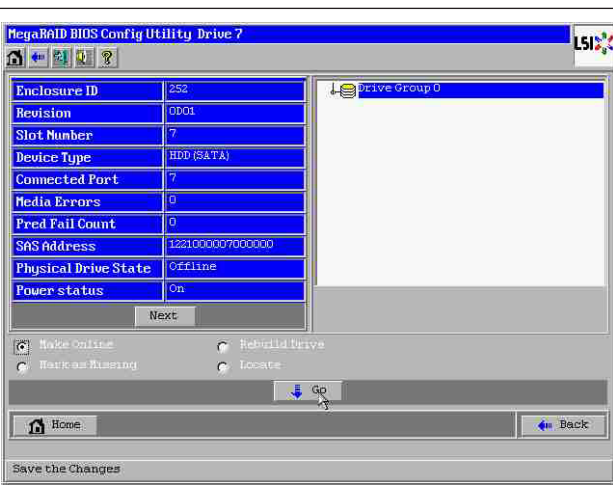 MegaRAID BIOS Config Utility Drive 7
LSI
Enclosure ID 252
Revision 0D01
Slot Number 7
Device Type HDD (SATA)
Connected Port 7
Media Errors 0
Pred Fail Count 0
SAS Address 1221000007000000
Physical Drive State Offline
Power status On
Next
Drive Group 0
Make Online Rebuild Drive
Mark as Missing Locate
Go
Home Back
Save the Changes